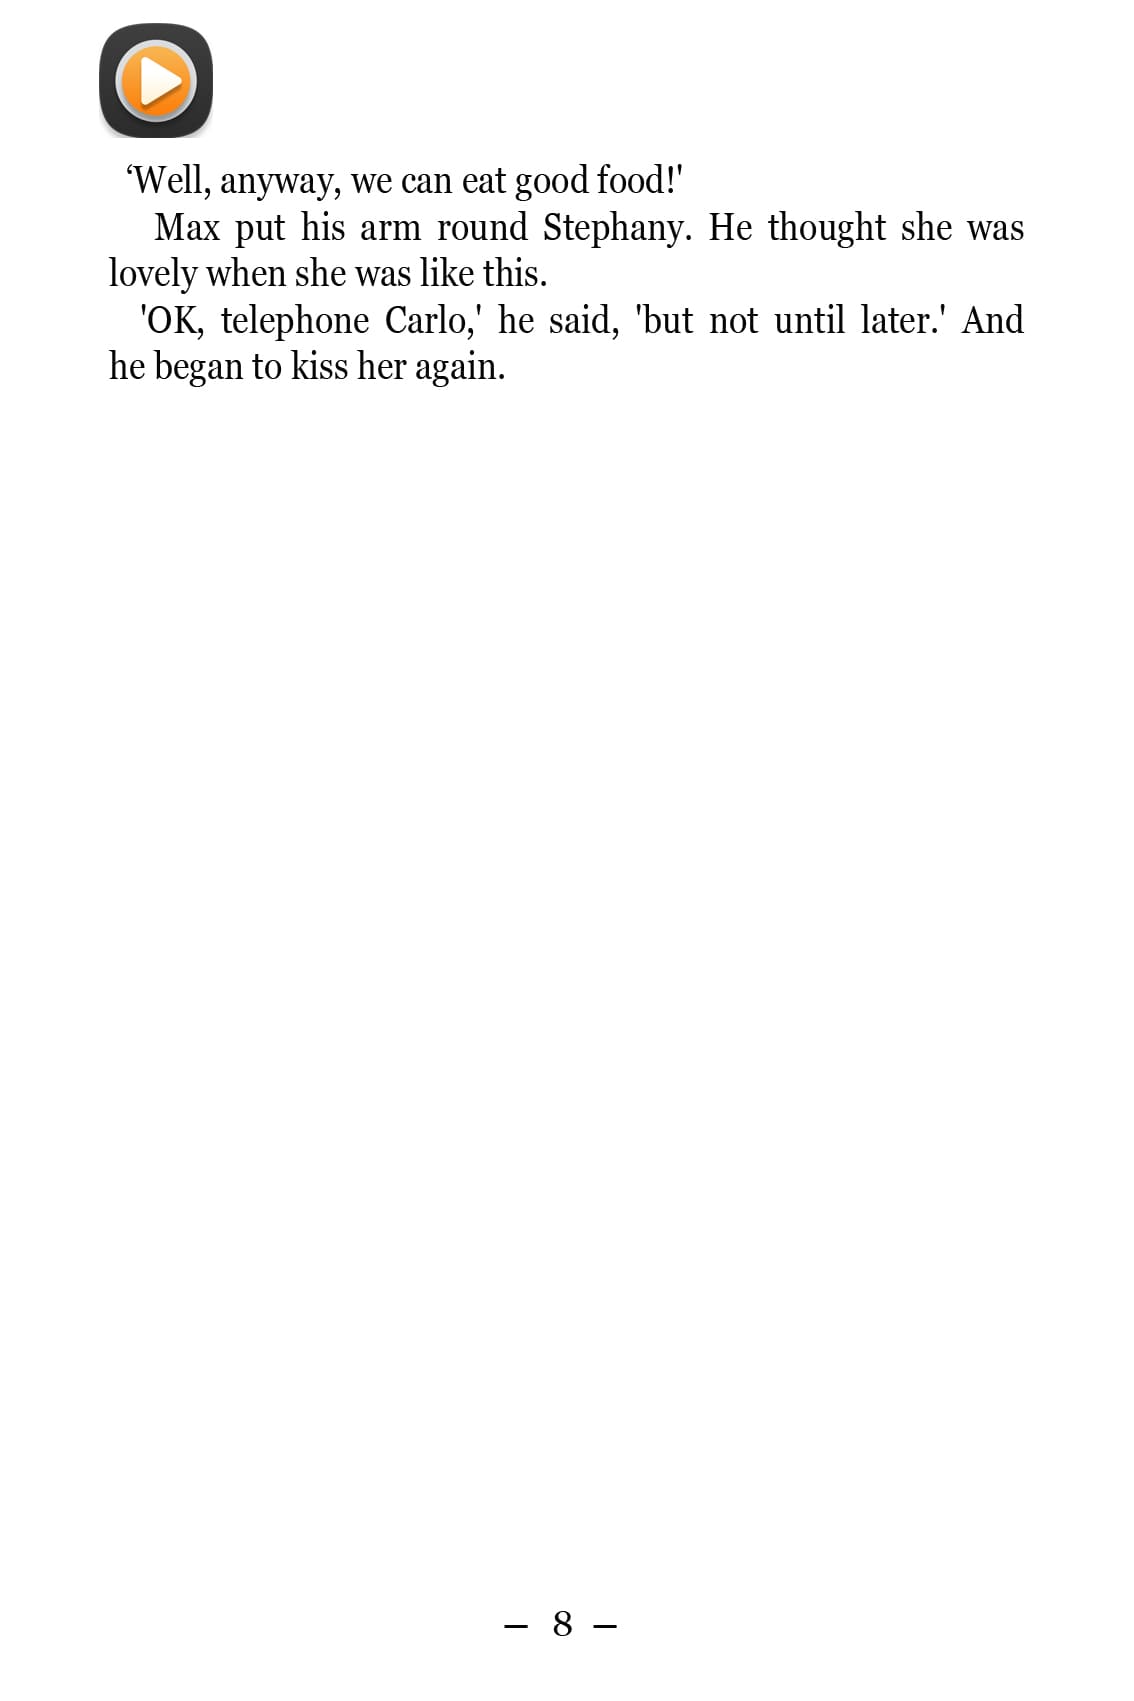 ‘Well, anyway, we can eat good food!'
Max put his arm round Stephany. He thought she was
lovely when she was like this.
'OK, telephone Carlo,' he said, 'but not until later.' And
he began to kiss her again.
– 8 –